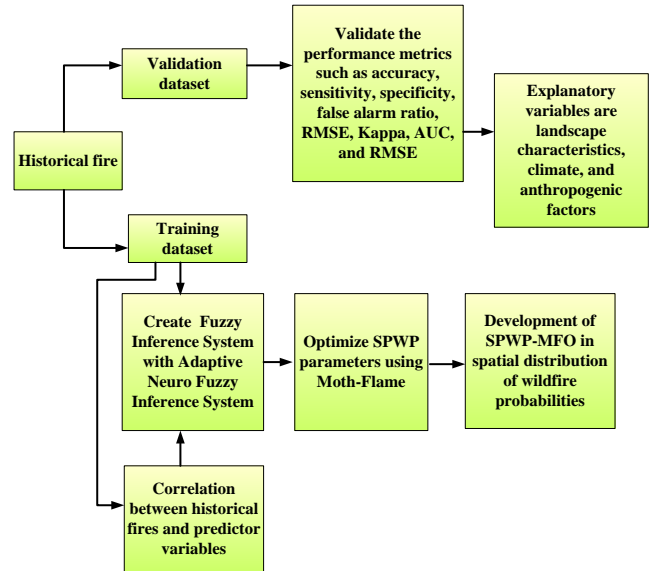 Validation
dataset
Validate the
performance metrics
such as accuracy,
sensitivity, specificity,
false alarm ratio,
RMSE, Kappa, AUC,
and RMSE
Explanatory
variables are
landscape
characteristics,
climate, and
anthropogenic
factors
Historical fire
Training
dataset
Create Fuzzy
Inference System
with Adaptive
Neuro Fuzzy
Inference System
Optimize SPWP
parameters using
Moth-Flame
Development of
SPWP-MFO in
spatial distribution
of wildfire
probabilities
Correlation
between historical
fires and predictor
variables